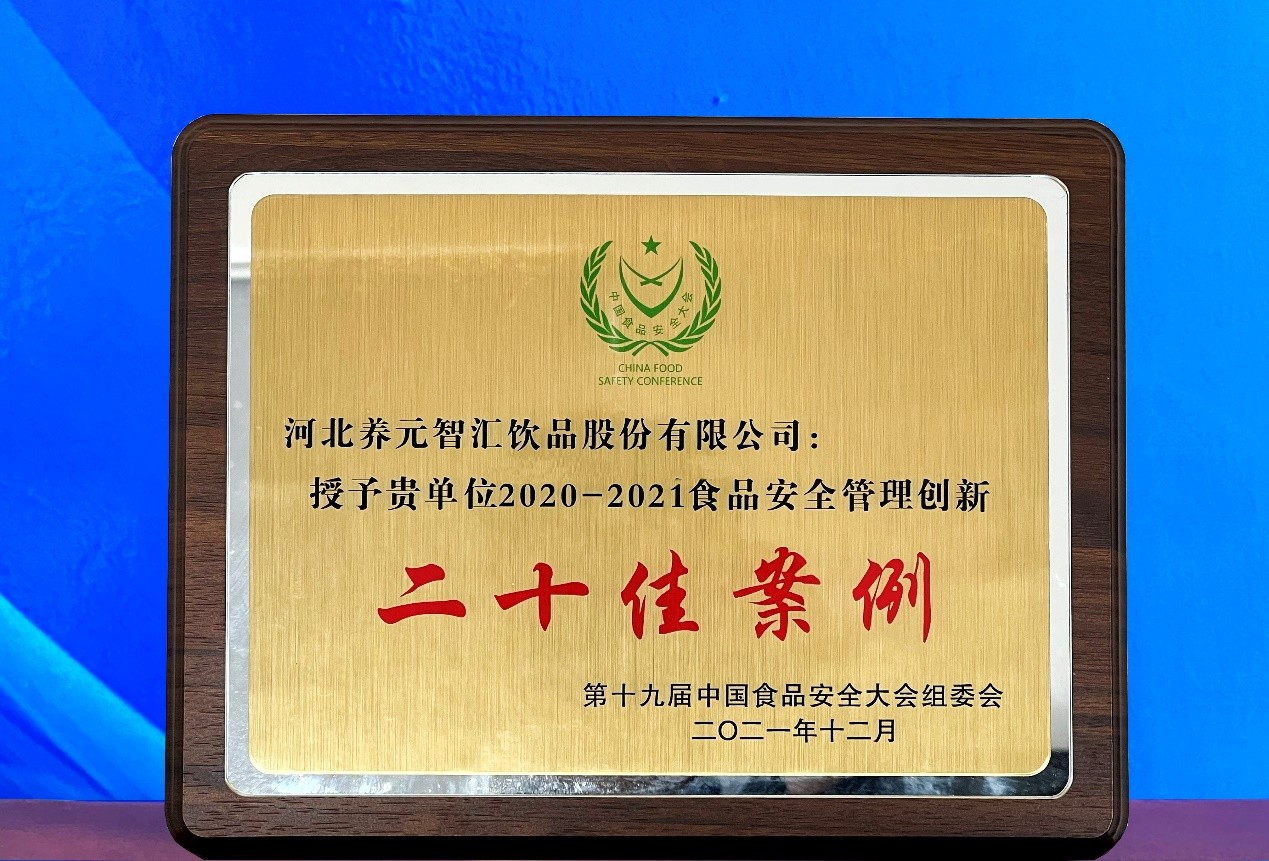 中国食品安全大会
CHINA FOOD
SAFETY CONFERENCE
河北养元智汇饮品股份有限公司：
授予贵单位2020-2021食品安全管理创新
二十佳案例
第十九届中国食品安全大会组委会
二〇二一年十二月